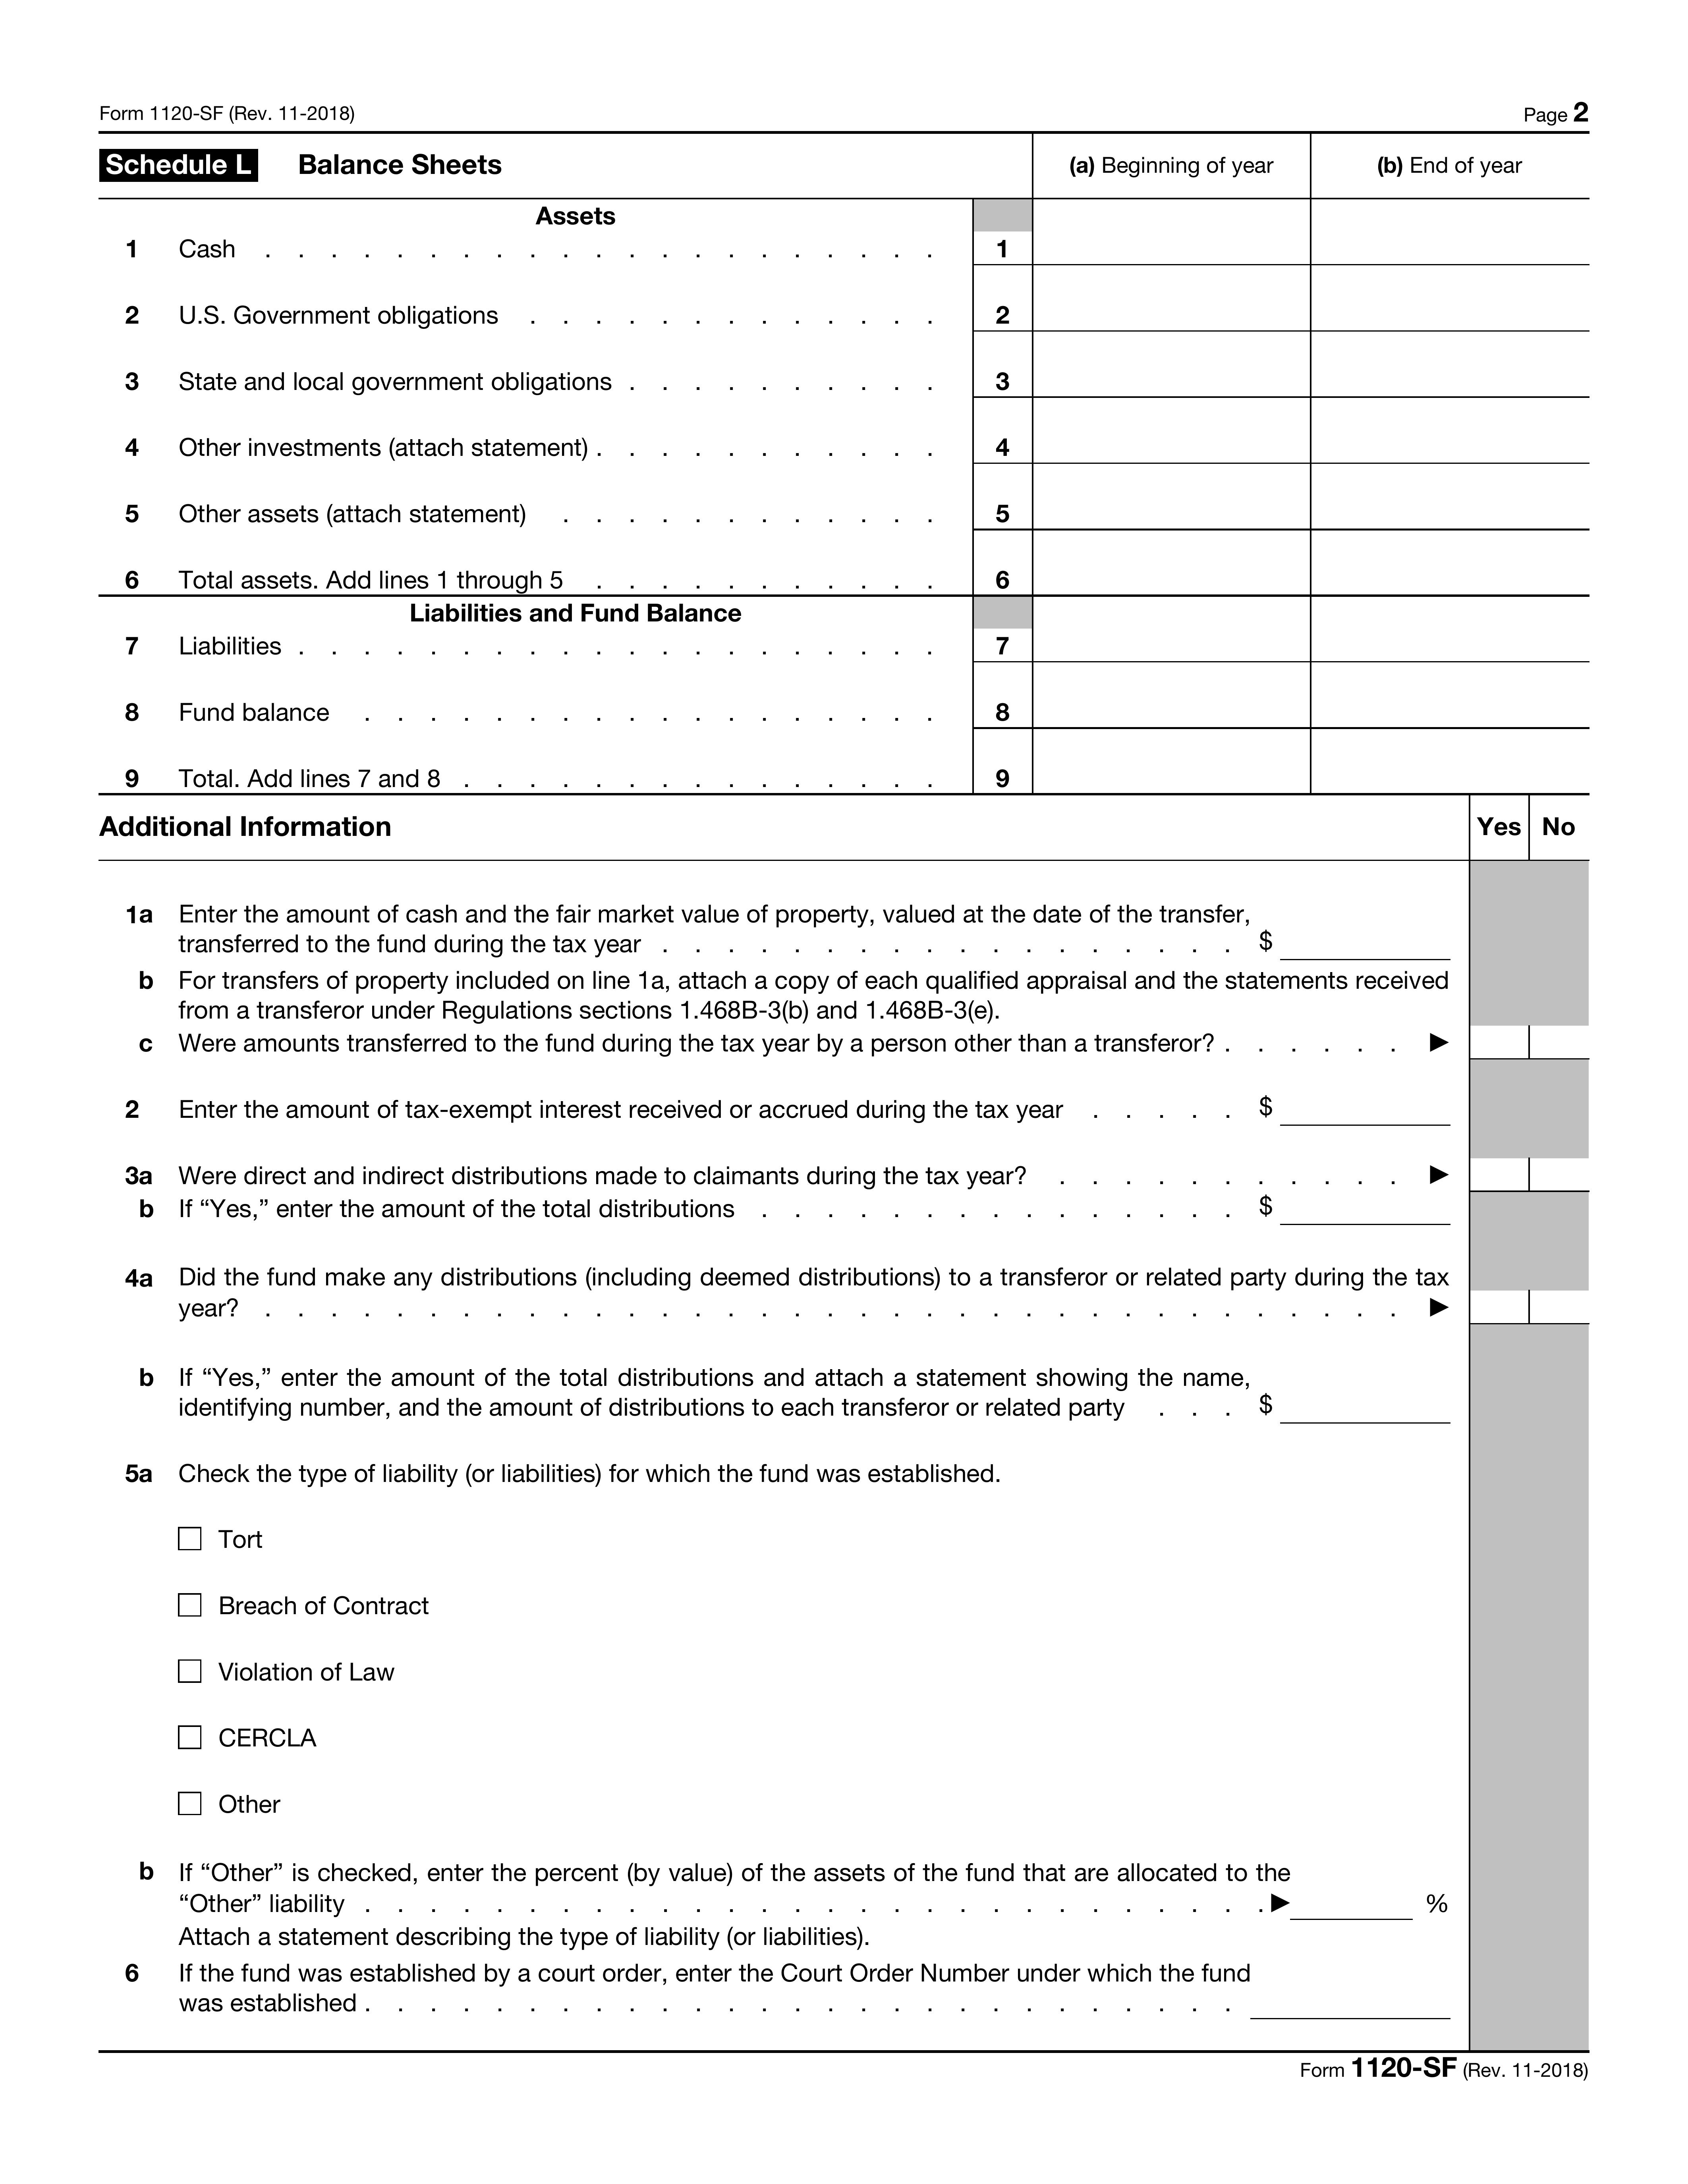 Form 1120-SF (Rev. 11-2018) Page 2
Schedule L Balance Sheets (a) Beginning of year (b) End of year
Assets
1 Cash . . . . . . . . . . . . . . . . . . . . . 1
2 U.S. Government obligations . . . . . . . . . . . . . 2
3 State and local government obligations . . . . . . . . . . 3
4 Other investments (attach statement) . . . . . . . . . . . 4
5 Other assets (attach statement) . . . . . . . . . . . . 5
6 Total assets. Add lines 1 through 5 . . . . . . . . . . . 6
Liabilities and Fund Balance
7 Liabilities . . . . . . . . . . . . . . . . . . . . 7
8 Fund balance . . . . . . . . . . . . . . . . . . 8
9 Total. Add lines 7 and 8 . . . . . . . . . . . . . . . 9
Additional Information Yes No
1a Enter the amount of cash and the fair market value of property, valued at the date of the transfer,
transferred to the fund during the tax year . . . . . . . . . . . . . . . . . . $
b For transfers of property included on line 1a, attach a copy of each qualified appraisal and the statements received
from a transferor under Regulations sections 1.468B-3(b) and 1.468B-3(e).
c Were amounts transferred to the fund during the tax year by a person other than a transferor? . . . . . . ▶
2 Enter the amount of tax-exempt interest received or accrued during the tax year . . . . . $
3a Were direct and indirect distributions made to claimants during the tax year? . . . . . . . . . . . ▶
b If “Yes,” enter the amount of the total distributions . . . . . . . . . . . . . . . $
4a Did the fund make any distributions (including deemed distributions) to a transferor or related party during the tax
year? . . . . . . . . . . . . . . . . . . . . . . . . . . . . . . . . . . . ▶
b If “Yes,” enter the amount of the total distributions and attach a statement showing the name,
identifying number, and the amount of distributions to each transferor or related party . . . $
5a Check the type of liability (or liabilities) for which the fund was established.
Tort
Breach of Contract
Violation of Law
CERCLA
Other
b If “Other” is checked, enter the percent (by value) of the assets of the fund that are allocated to the
“Other” liability . . . . . . . . . . . . . . . . . . . . . . . . . . . . ▶ %
Attach a statement describing the type of liability (or liabilities).
6 If the fund was established by a court order, enter the Court Order Number under which the fund
was established . . . . . . . . . . . . . . . . . . . . . . . . . . .
Form 1120-SF (Rev. 11-2018)